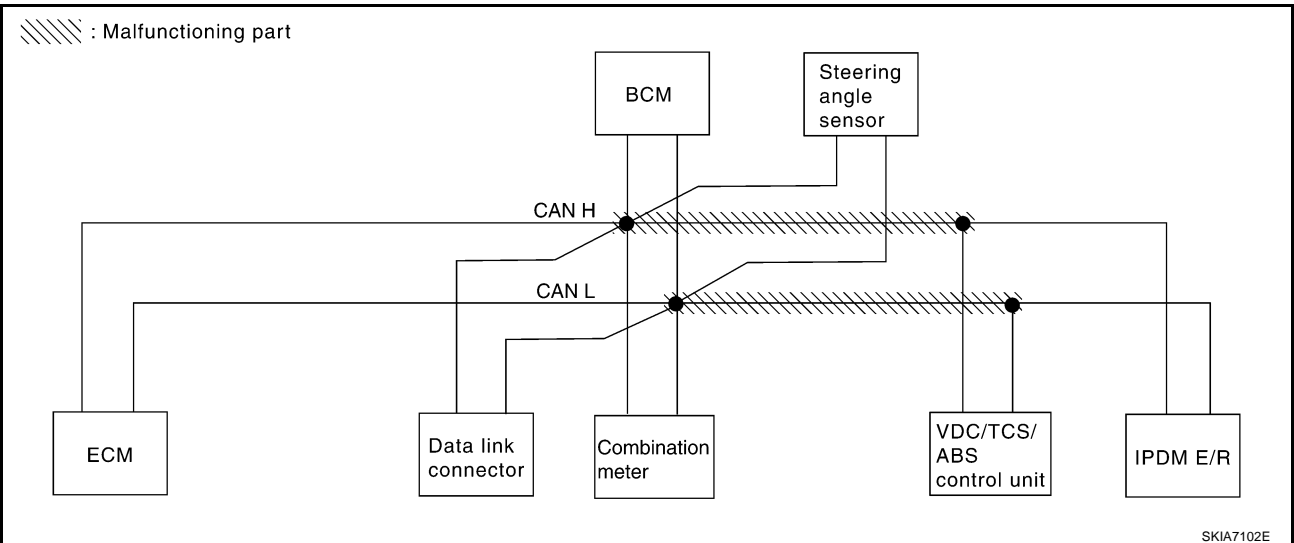 : Malfunctioning part
BCM
Steering
angle
sensor
CAN H
CAN L
ECM
Data link
connector
Combination
meter
VDC/TCS/
ABS
control unit
IPDM E/R
SKIA7102E